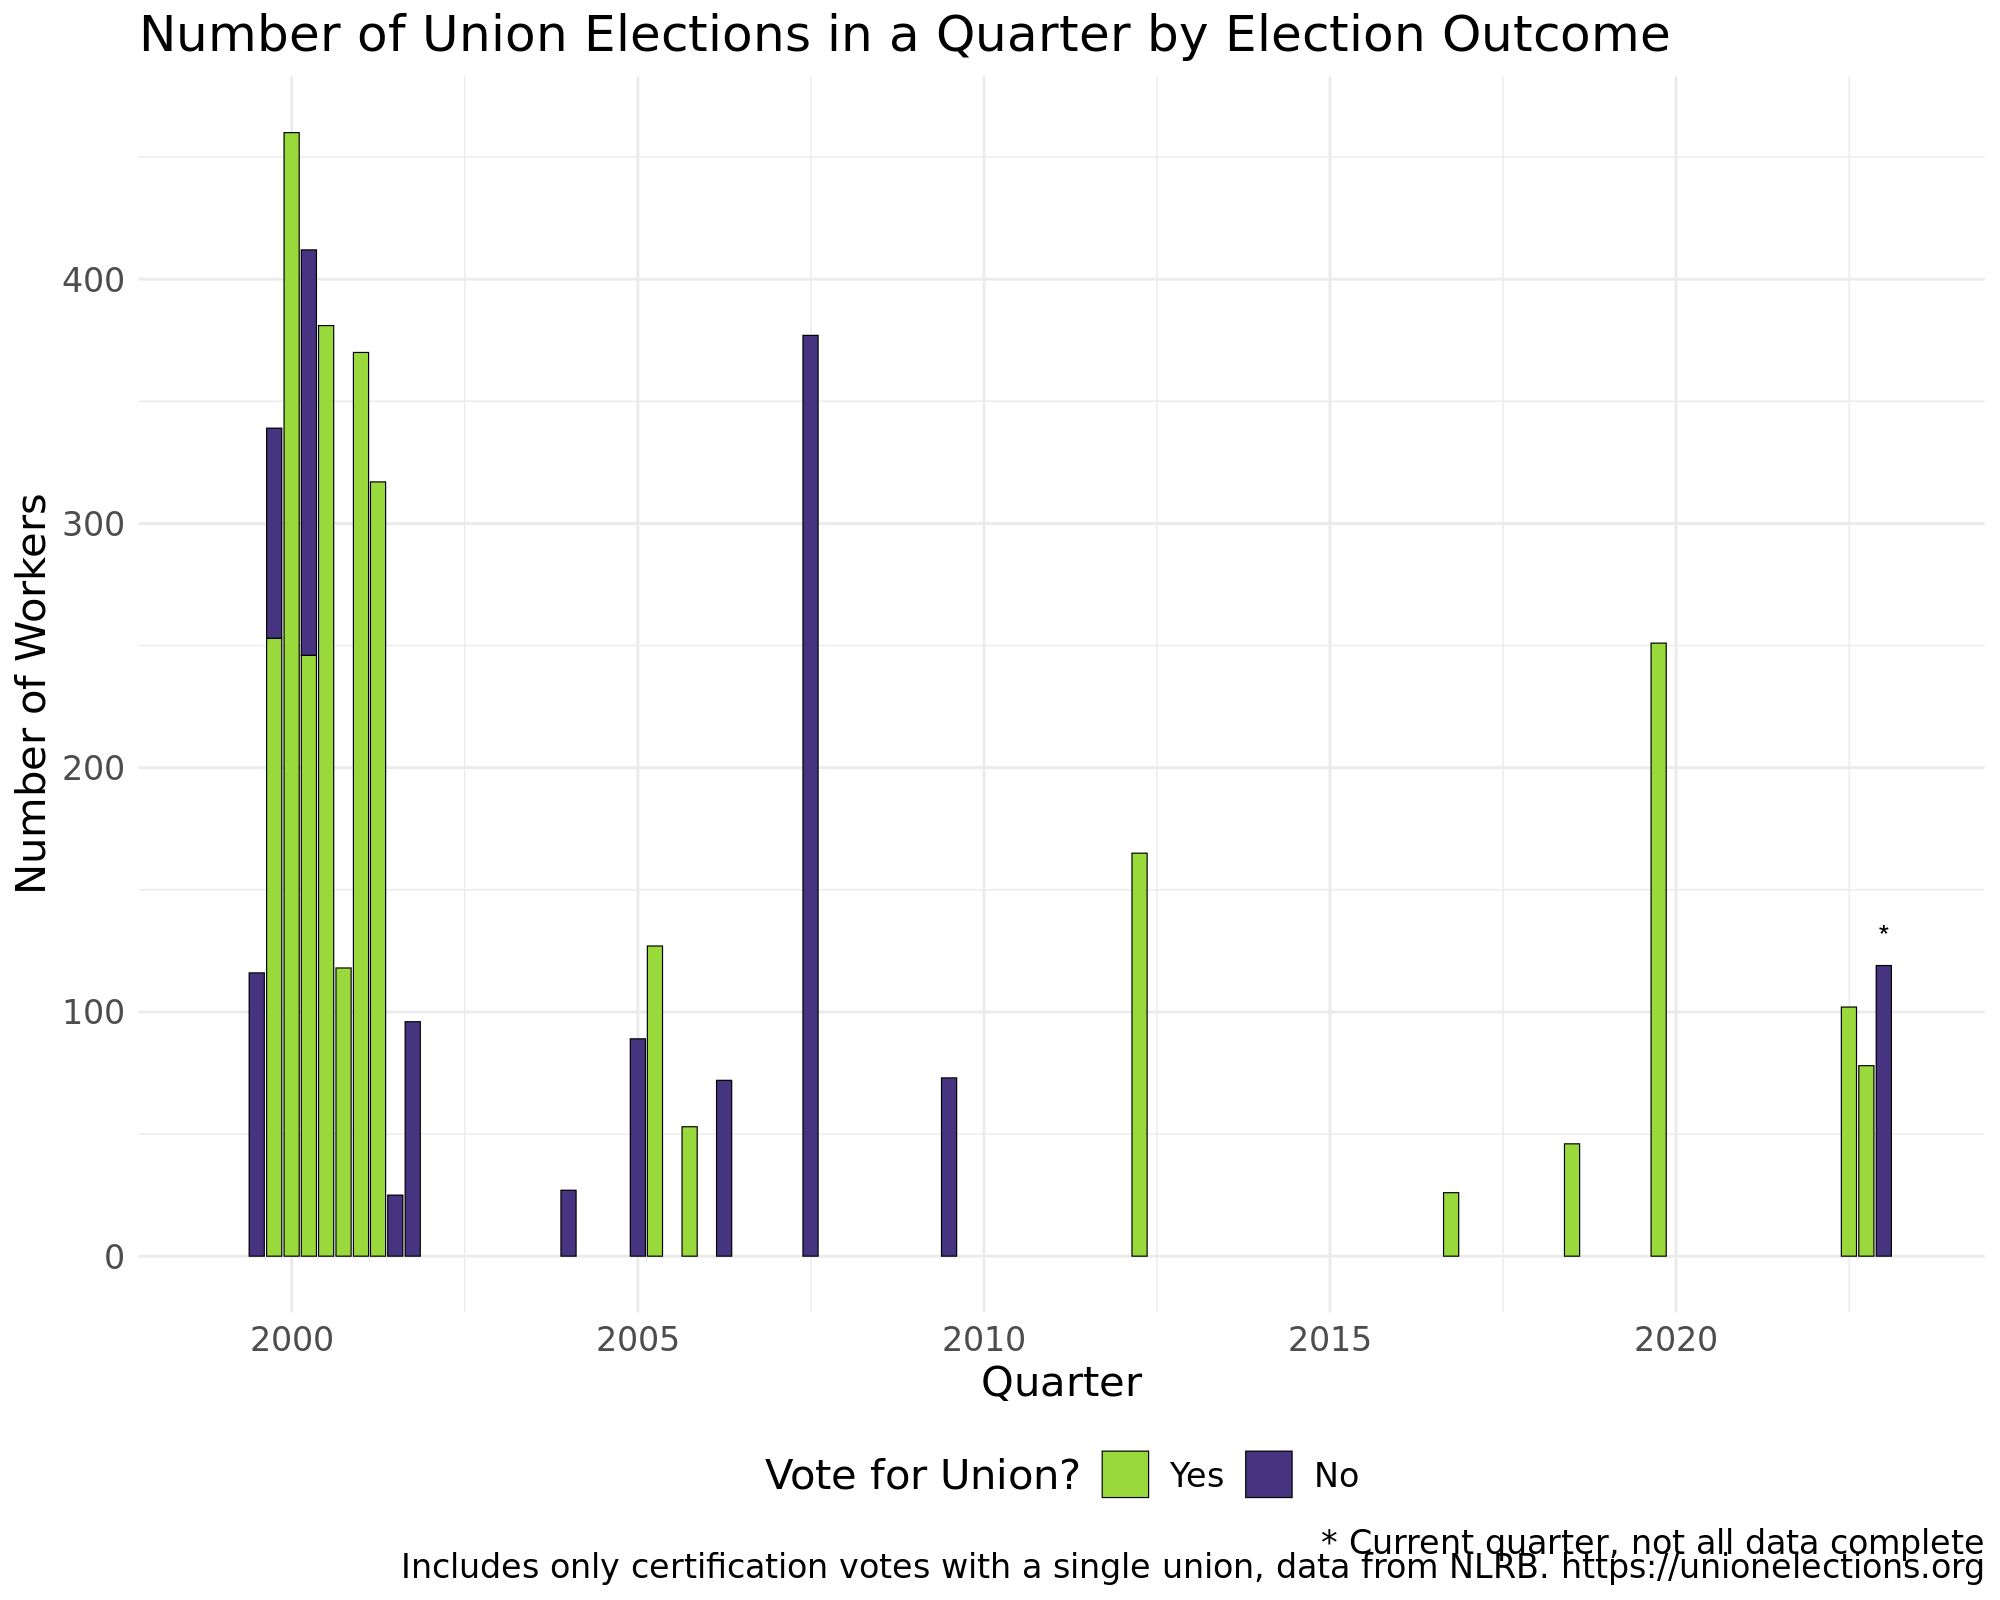 Number of Union Elections in a Quarter by Election Outcome
Number of Workers
400
300
200
100
0
*
2000 2005 2010 2015 2020
Quarter
Vote for Union? Yes No
* Current quarter, not all data complete
Includes only certification votes with a single union, data from NLRB. https://unionelections.org